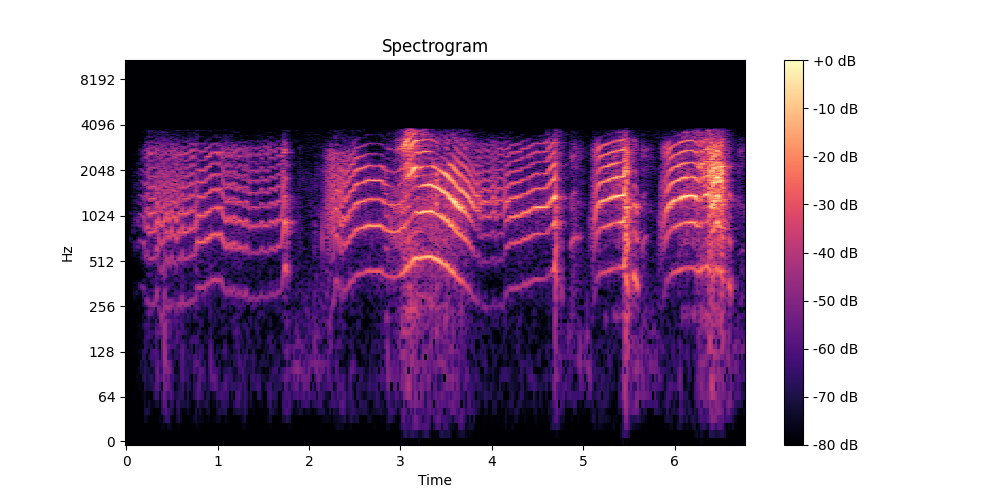 Spectrogram
8192
4096
2048
1024
512
256
128
64
0
Hz
0 1 2 3 4 5 6
Time
+0 dB
-10 dB
-20 dB
-30 dB
-40 dB
-50 dB
-60 dB
-70 dB
-80 dB